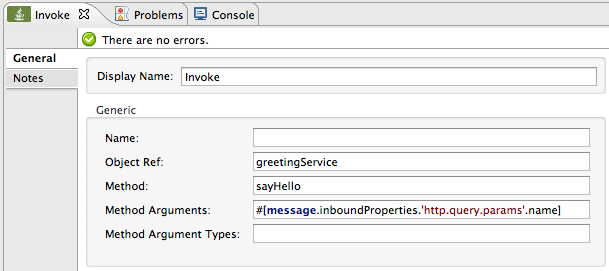 Invoke Problems Console
General
Notes
There are no errors.
Display Name: Invoke
Generic
Name:
Object Ref: greetingService
Method: sayHello
Method Arguments: #[message.inboundProperties.'http.query.params'.name]
Method Argument Types: